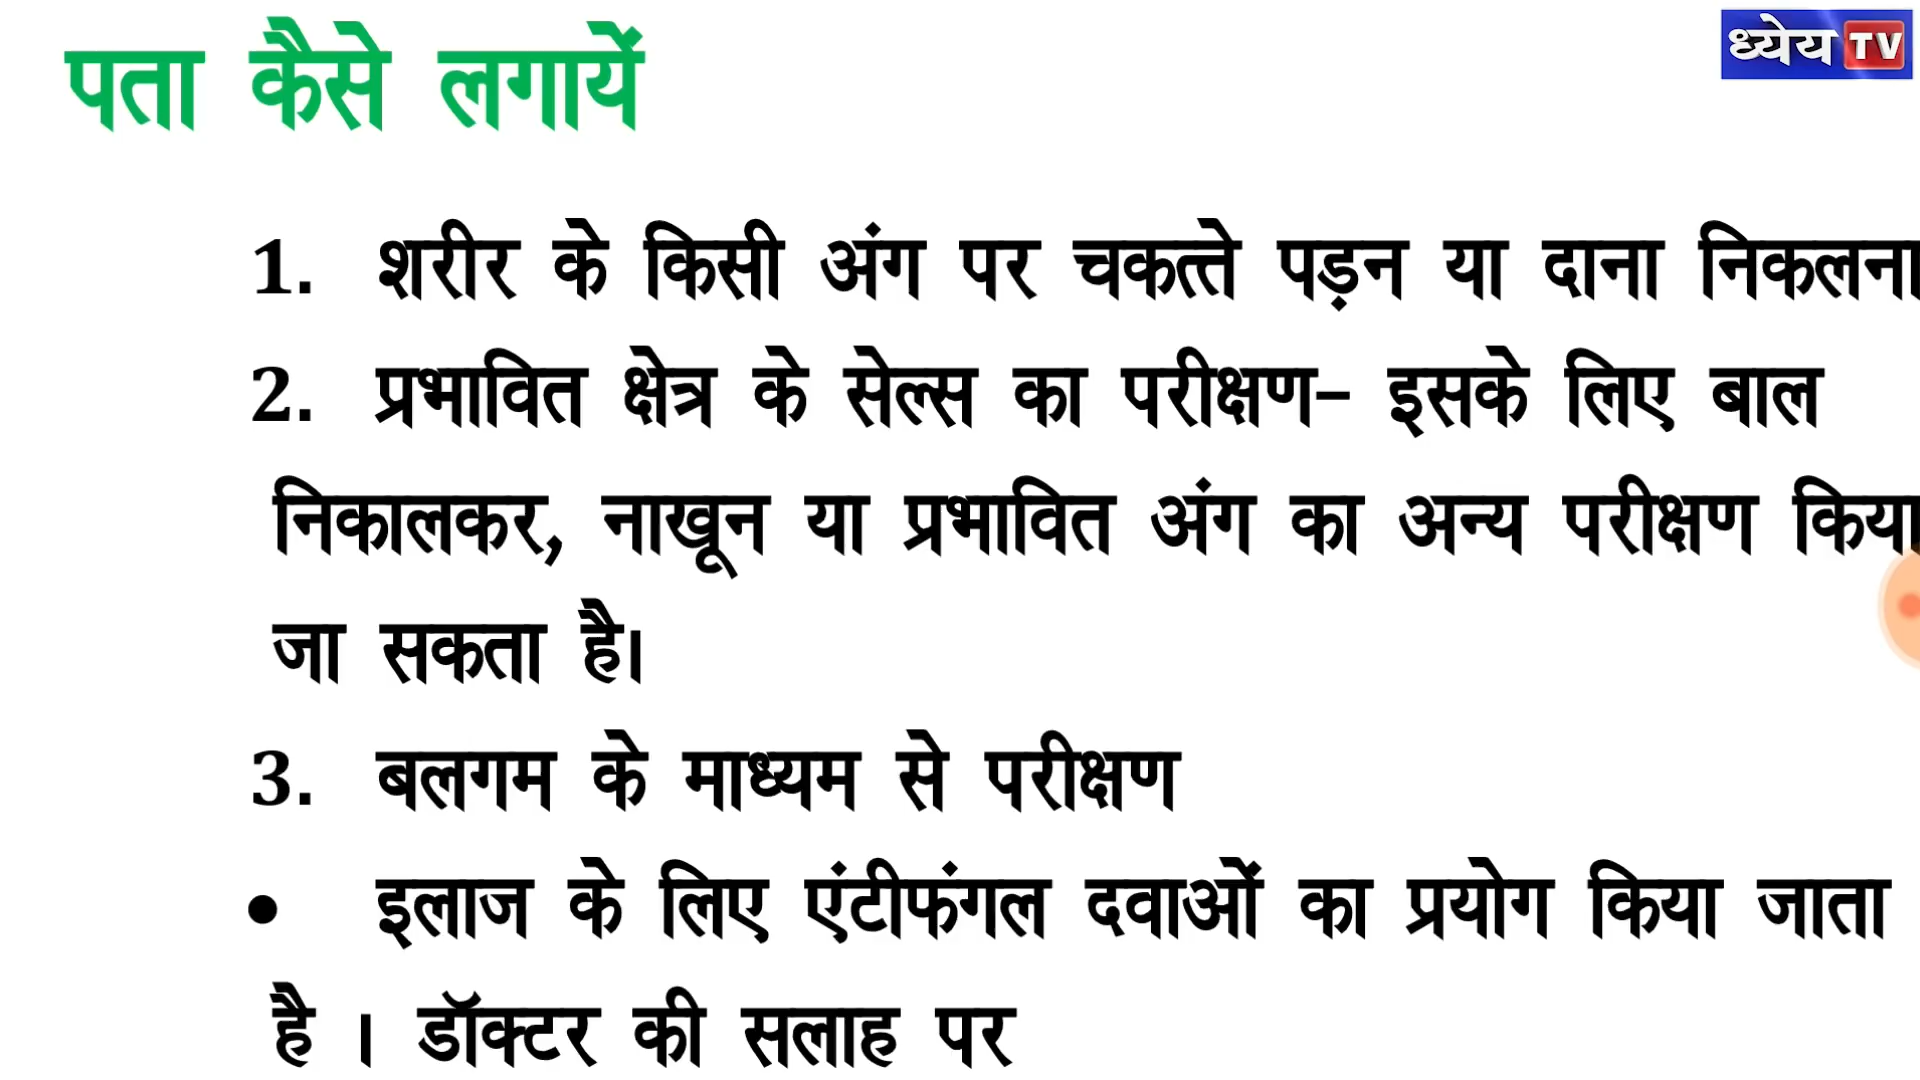 पता कैसे लगायें
ध्येय TV
1. शरीर के किसी अंग पर चकत्ते पड़न या दाना निकलना
2. प्रभावित क्षेत्र के सेल्स का परीक्षण– इसके लिए बाल
निकालकर, नाखून या प्रभावित अंग का अन्य परीक्षण किया
जा सकता है।
3. बलगम के माध्यम से परीक्षण
• इलाज के लिए एंटीफंगल दवाओं का प्रयोग किया जाता
है । डॉक्टर की सलाह पर